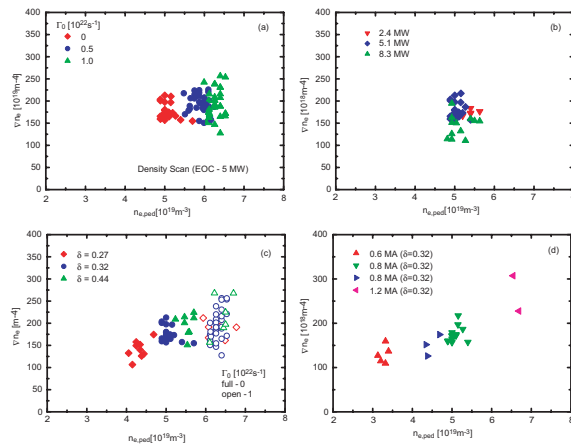 (a)
Γ₀ [10²²s⁻¹]
0
0.5
1.0
400
350
300
250
200
150
100
50
0
∇nₑ [10¹⁹m-4]
Density Scan (EOC - 5 MW)
2 3 4 5 6 7 8
nₑ,ped[10¹⁹m⁻³]
(b)
2.4 MW
5.1 MW
8.3 MW
400
350
300
250
200
150
100
50
0
∇nₑ [10¹⁸m-4]
2 3 4 5 6 7 8
nₑ,ped[10¹⁹m⁻³]
(c)
δ = 0.27
δ = 0.32
δ = 0.44
400
350
300
250
200
150
100
50
0
∇nₑ [m-4]
Γ₀ [10²²s⁻¹]
full - 0
open - 1
2 3 4 5 6 7 8
nₑ,ped[10¹⁹m⁻³]
(d)
0.6 MA (δ=0.32)
0.8 MA (δ=0.32)
0.8 MA (δ=0.32)
1.2 MA (δ=0.32)
400
350
300
250
200
150
100
50
0
∇nₑ [10¹⁸m-4]
2 3 4 5 6 7 8
nₑ,ped[10¹⁹m⁻³]